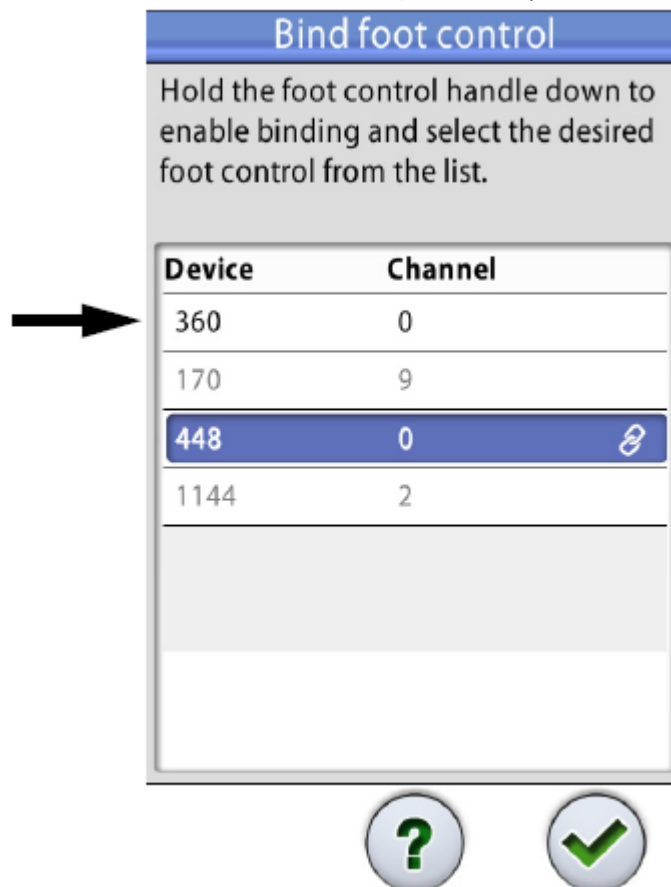 Bind foot control
Hold the foot control handle down to
enable binding and select the desired
foot control from the list.
Device Channel
360 0
170 9
448 0
1144 2
?